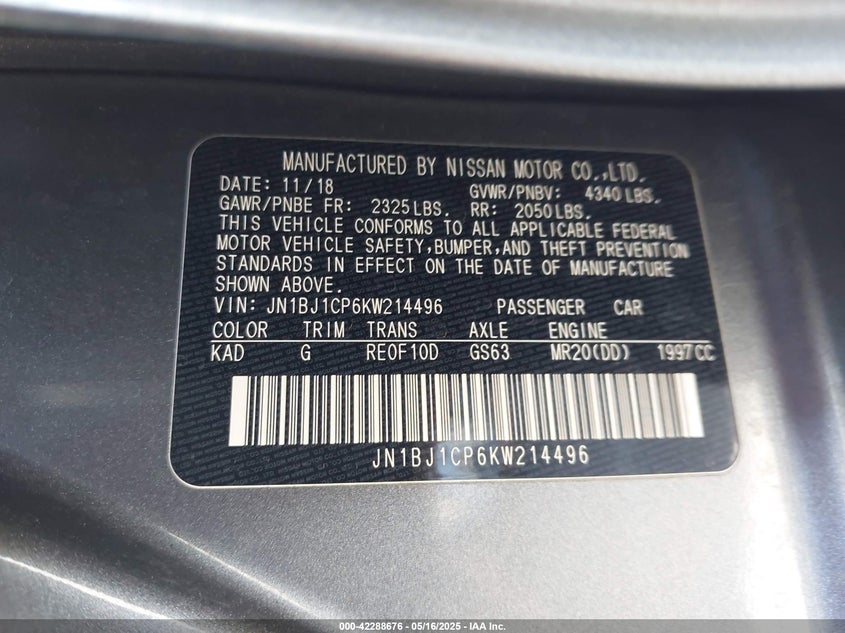 MANUFACTURED BY NISSAN MOTOR CO.,LTD.
DATE: 11/18 GVWR/PNBV: 4340 LBS.
GAWR/PNBE FR: 2325 LBS. RR: 2050 LBS.
THIS VEHICLE CONFORMS TO ALL APPLICABLE FEDERAL
MOTOR VEHICLE SAFETY,BUMPER,AND THEFT PREVENTION
STANDARDS IN EFFECT ON THE DATE OF MANUFACTURE
SHOWN ABOVE.
VIN: JN1BJ1CP6KW214496 PASSENGER CAR
COLOR TRIM TRANS AXLE ENGINE
KAD G RE0F10D GS63 MR20(DD) 1997CC
JN1BJ1CP6KW214496
000-42288676 - 05/16/2025 - IAA Inc.